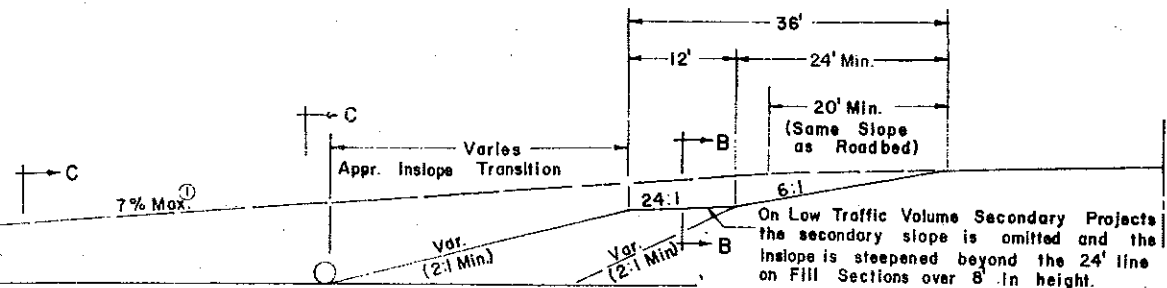 36'
12'
24' Min.
20' Min.
(Same Slope
as Roadbed)
C
C
Varies
Appr. Inslope Transition
B
7% Max. ①
24:1
6:1
Var.
(2:1 Min.)
Var.
(2:1 Min.)
B
On Low Traffic Volume Secondary Projects
the secondary slope is omitted and the
Inslope is steepened beyond the 24' line
on Fill Sections over 8' in height.